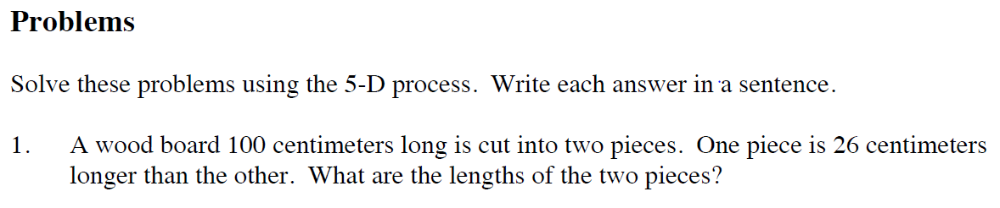 Problems
Solve these problems using the 5-D process. Write each answer in a sentence.
1. A wood board 100 centimeters long is cut into two pieces. One piece is 26 centimeters
longer than the other. What are the lengths of the two pieces?